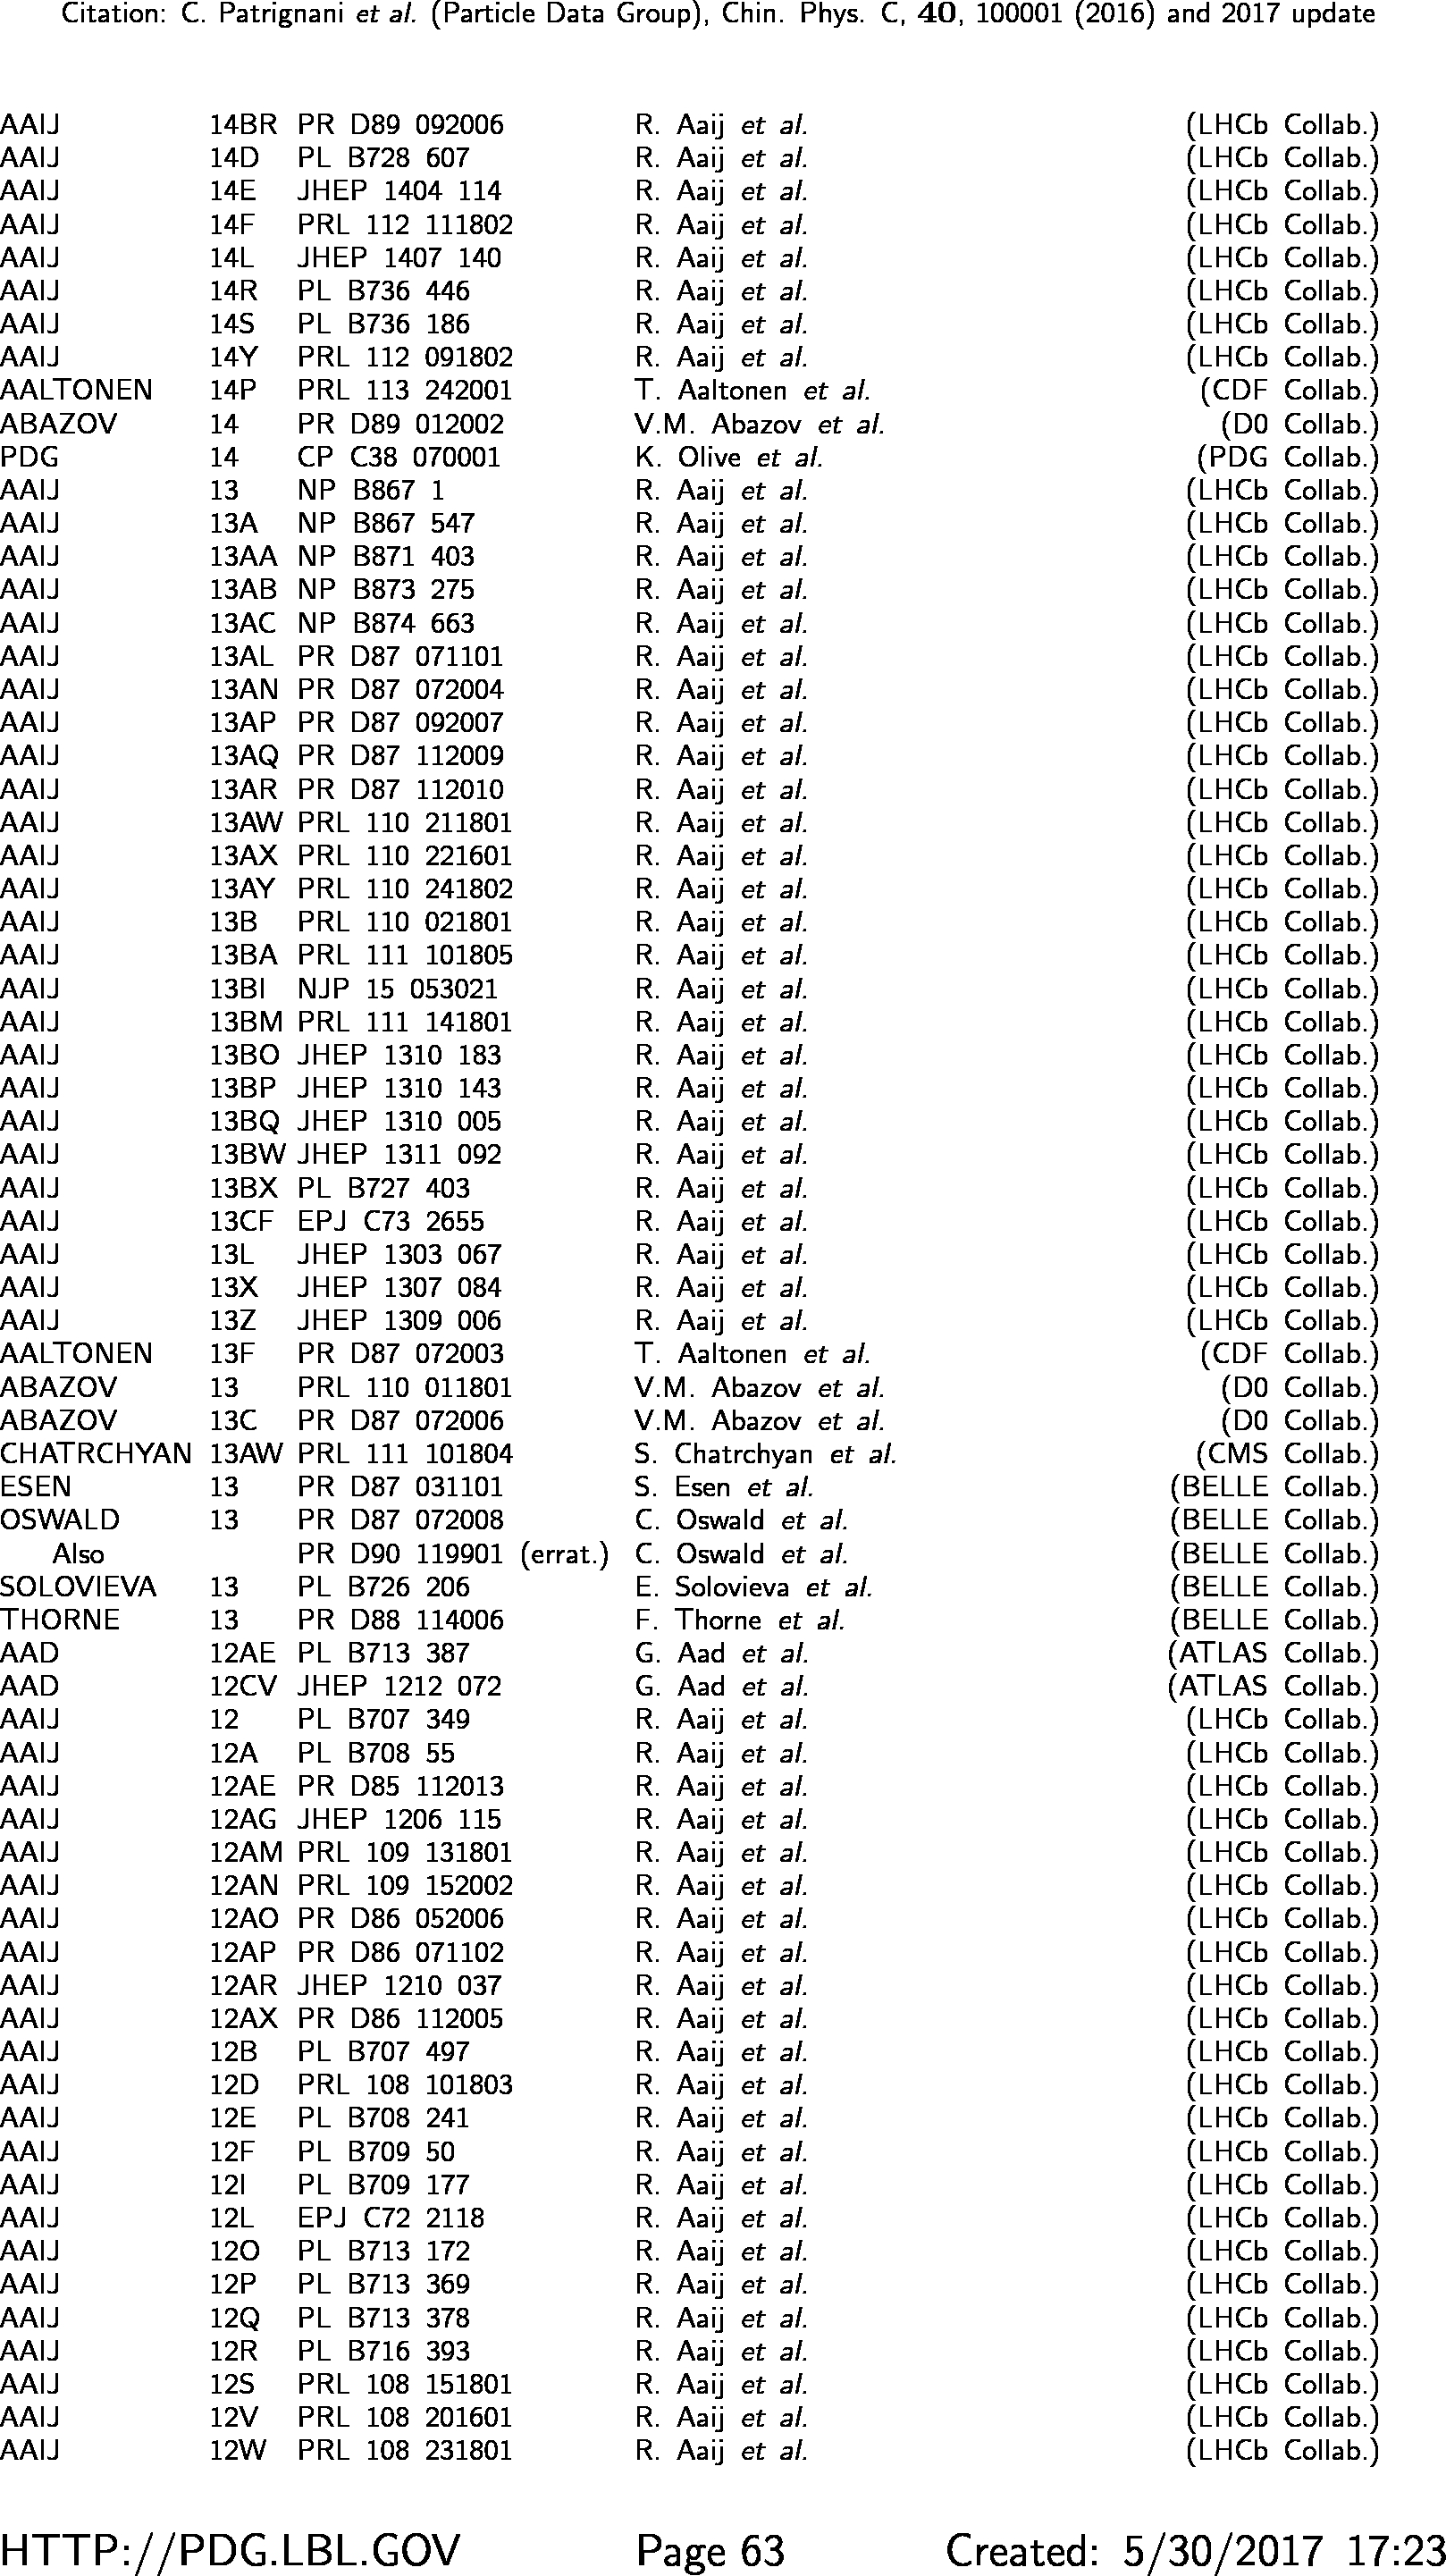 Citation: C. Patrignani et al. (Particle Data Group), Chin. Phys. C, 40, 100001 (2016) and 2017 update
AAIJ 14BR PR D89 092006 R. Aaij et al. (LHCb Collab.)
AAIJ 14D PL B728 607 R. Aaij et al. (LHCb Collab.)
AAIJ 14E JHEP 1404 114 R. Aaij et al. (LHCb Collab.)
AAIJ 14F PRL 112 111802 R. Aaij et al. (LHCb Collab.)
AAIJ 14L JHEP 1407 140 R. Aaij et al. (LHCb Collab.)
AAIJ 14R PL B736 446 R. Aaij et al. (LHCb Collab.)
AAIJ 14S PL B736 186 R. Aaij et al. (LHCb Collab.)
AAIJ 14Y PRL 112 091802 R. Aaij et al. (LHCb Collab.)
AALTONEN 14P PRL 113 242001 T. Aaltonen et al. (CDF Collab.)
ABAZOV 14 PR D89 012002 V.M. Abazov et al. (D0 Collab.)
PDG 14 CP C38 070001 K. Olive et al. (PDG Collab.)
AAIJ 13 NP B867 1 R. Aaij et al. (LHCb Collab.)
AAIJ 13A NP B867 547 R. Aaij et al. (LHCb Collab.)
AAIJ 13AA NP B871 403 R. Aaij et al. (LHCb Collab.)
AAIJ 13AB NP B873 275 R. Aaij et al. (LHCb Collab.)
AAIJ 13AC NP B874 663 R. Aaij et al. (LHCb Collab.)
AAIJ 13AL PR D87 071101 R. Aaij et al. (LHCb Collab.)
AAIJ 13AN PR D87 072004 R. Aaij et al. (LHCb Collab.)
AAIJ 13AP PR D87 092007 R. Aaij et al. (LHCb Collab.)
AAIJ 13AQ PR D87 112009 R. Aaij et al. (LHCb Collab.)
AAIJ 13AR PR D87 112010 R. Aaij et al. (LHCb Collab.)
AAIJ 13AW PRL 110 211801 R. Aaij et al. (LHCb Collab.)
AAIJ 13AX PRL 110 221601 R. Aaij et al. (LHCb Collab.)
AAIJ 13AY PRL 110 241802 R. Aaij et al. (LHCb Collab.)
AAIJ 13B PRL 110 021801 R. Aaij et al. (LHCb Collab.)
AAIJ 13BA PRL 111 101805 R. Aaij et al. (LHCb Collab.)
AAIJ 13BI NJP 15 053021 R. Aaij et al. (LHCb Collab.)
AAIJ 13BM PRL 111 141801 R. Aaij et al. (LHCb Collab.)
AAIJ 13BO JHEP 1310 183 R. Aaij et al. (LHCb Collab.)
AAIJ 13BP JHEP 1310 143 R. Aaij et al. (LHCb Collab.)
AAIJ 13BQ JHEP 1310 005 R. Aaij et al. (LHCb Collab.)
AAIJ 13BW JHEP 1311 092 R. Aaij et al. (LHCb Collab.)
AAIJ 13BX PL B727 403 R. Aaij et al. (LHCb Collab.)
AAIJ 13CF EPJ C73 2655 R. Aaij et al. (LHCb Collab.)
AAIJ 13L JHEP 1303 067 R. Aaij et al. (LHCb Collab.)
AAIJ 13X JHEP 1307 084 R. Aaij et al. (LHCb Collab.)
AAIJ 13Z JHEP 1309 006 R. Aaij et al. (LHCb Collab.)
AALTONEN 13F PR D87 072003 T. Aaltonen et al. (CDF Collab.)
ABAZOV 13 PRL 110 011801 V.M. Abazov et al. (D0 Collab.)
ABAZOV 13C PR D87 072006 V.M. Abazov et al. (D0 Collab.)
CHATRCHYAN 13AW PRL 111 101804 S. Chatrchyan et al. (CMS Collab.)
ESEN 13 PR D87 031101 S. Esen et al. (BELLE Collab.)
OSWALD 13 PR D87 072008 C. Oswald et al. (BELLE Collab.)
Also PR D90 119901 (errat.) C. Oswald et al. (BELLE Collab.)
SOLOVIEVA 13 PL B726 206 E. Solovieva et al. (BELLE Collab.)
THORNE 13 PR D88 114006 F. Thorne et al. (BELLE Collab.)
AAD 12AE PL B713 387 G. Aad et al. (ATLAS Collab.)
AAD 12CV JHEP 1212 072 G. Aad et al. (ATLAS Collab.)
AAIJ 12 PL B707 349 R. Aaij et al. (LHCb Collab.)
AAIJ 12A PL B708 55 R. Aaij et al. (LHCb Collab.)
AAIJ 12AE PR D85 112013 R. Aaij et al. (LHCb Collab.)
AAIJ 12AG JHEP 1206 115 R. Aaij et al. (LHCb Collab.)
AAIJ 12AM PRL 109 131801 R. Aaij et al. (LHCb Collab.)
AAIJ 12AN PRL 109 152002 R. Aaij et al. (LHCb Collab.)
AAIJ 12AO PR D86 052006 R. Aaij et al. (LHCb Collab.)
AAIJ 12AP PR D86 071102 R. Aaij et al. (LHCb Collab.)
AAIJ 12AR JHEP 1210 037 R. Aaij et al. (LHCb Collab.)
AAIJ 12AX PR D86 112005 R. Aaij et al. (LHCb Collab.)
AAIJ 12B PL B707 497 R. Aaij et al. (LHCb Collab.)
AAIJ 12D PRL 108 101803 R. Aaij et al. (LHCb Collab.)
AAIJ 12E PL B708 241 R. Aaij et al. (LHCb Collab.)
AAIJ 12F PL B709 50 R. Aaij et al. (LHCb Collab.)
AAIJ 12I PL B709 177 R. Aaij et al. (LHCb Collab.)
AAIJ 12L EPJ C72 2118 R. Aaij et al. (LHCb Collab.)
AAIJ 12O PL B713 172 R. Aaij et al. (LHCb Collab.)
AAIJ 12P PL B713 369 R. Aaij et al. (LHCb Collab.)
AAIJ 12Q PL B713 378 R. Aaij et al. (LHCb Collab.)
AAIJ 12R PL B716 393 R. Aaij et al. (LHCb Collab.)
AAIJ 12S PRL 108 151801 R. Aaij et al. (LHCb Collab.)
AAIJ 12V PRL 108 201601 R. Aaij et al. (LHCb Collab.)
AAIJ 12W PRL 108 231801 R. Aaij et al. (LHCb Collab.)
HTTP://PDG.LBL.GOV Page 63 Created: 5/30/2017 17:23